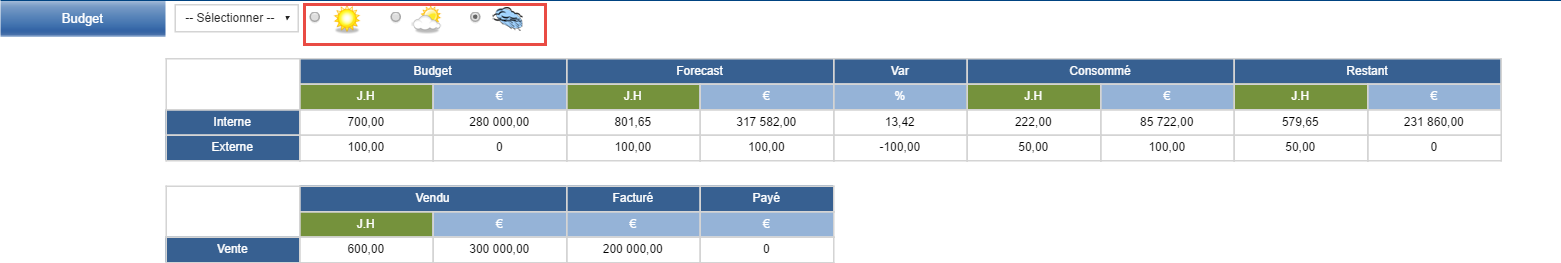 Budget -- Sélectionner --
Budget Forecast Var Consommé Restant
J.H € J.H € % J.H € J.H €
Interne 700,00 280 000,00 801,65 317 582,00 13,42 222,00 85 722,00 579,65 231 860,00
Externe 100,00 0 100,00 100,00 -100,00 50,00 100,00 50,00 0
Vendu Facturé Payé
J.H € € €
Vente 600,00 300 000,00 200 000,00 0